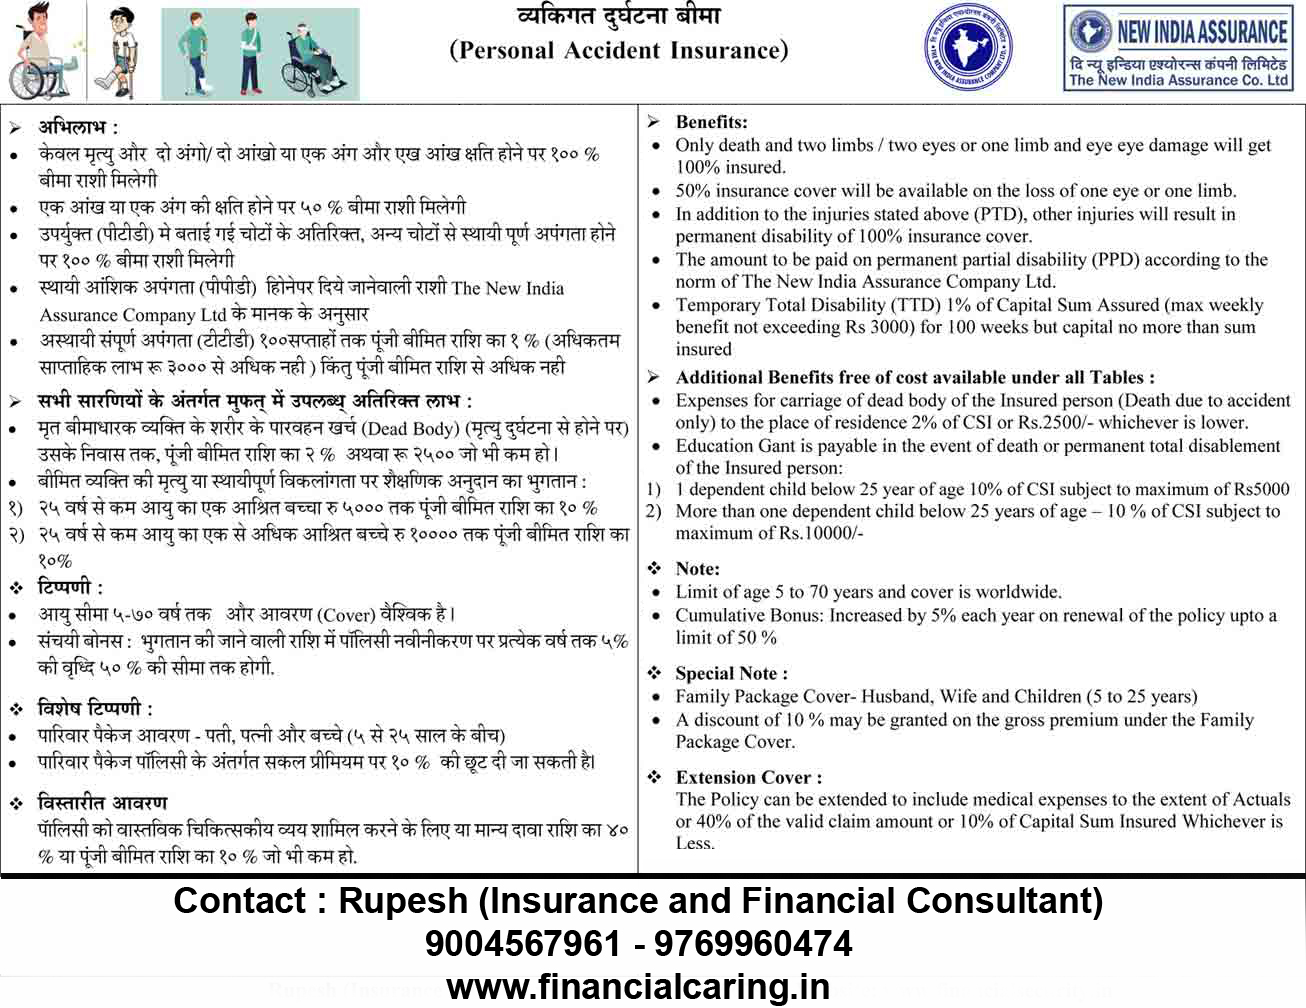 व्यकिगत दुर्घटना बीमा
(Personal Accident Insurance)
NEW INDIA ASSURANCE
दि न्यू इन्डिया एश्योरन्स कंपनी लिमिटेड
The New India Assurance Co. Ltd
➢ अभिलाभ :
• केवल मृत्यु और दो अंगो/ दो आंखो या एक अंग और एख आंख क्षति होने पर १०० %
बीमा राशी मिलेगी
• एक आंख या एक अंग की क्षति होने पर ५० % बीमा राशी मिलेगी
• उपर्युक्त (पीटीडी) मे बताई गई चोटों के अतिरिक्त, अन्य चोटों से स्थायी पूर्ण अपंगता होने
पर १०० % बीमा राशी मिलेगी
• स्थायी आंशिक अपंगता (पीपीडी) होिनेपर दिये जानेवाली राशी The New India
Assurance Company Ltd के मानक के अनुसार
• अस्थायी संपूर्ण अपंगता (टीटीडी) १००सप्ताहों तक पूंजी बीमित राशि का १ % (अधिकतम
साप्ताहिक लाभ रू ३००० से अधिक नही ) किंतु पूंजी बीमित राशि से अधिक नही
➢ सभी सारणियों के अंतर्गत मुफत् में उपलब्ध् अतिरिक्त लाभ :
• मृत बीमाधारक व्यक्ति के शरीर के पारवहन खर्च (Dead Body) (मृत्यु दुर्घटना से होने पर)
उसके निवास तक, पूंजी बीमित राशि का २ % अथवा रू २५०० जो भी कम हो।
• बीमित व्यक्ति की मृत्यु या स्थायीपूर्ण विकलांगता पर शैक्षणिक अनुदान का भुगतान :
१) २५ वर्ष से कम आयु का एक आश्रित बच्चा रु ५००० तक पूंजी बीमित राशि का १० %
२) २५ वर्ष से कम आयु का एक से अधिक आश्रित बच्चे रु १०००० तक पूंजी बीमित राशि का
१०%
❖ टिप्पणी :
• आयु सीमा ५-७० वर्ष तक और आवरण (Cover) वैश्विक है।
• संचयी बोनस : भुगतान की जाने वाली राशि में पॉलिसी नवीनीकरण पर प्रत्येक वर्ष तक ५%
की वृध्दि ५० % की सीमा तक होगी.
❖ विशेष टिप्पणी :
• पारिवार पैकेज आवरण - पती, पत्नी और बच्चे (५ से २५ साल के बीच)
• पारिवार पैकेज पॉलिसी के अंतर्गत सकल प्रीमियम पर १० % की छूट दी जा सकती है।
❖ विस्तारीत आवरण
पॉलिसी को वास्तविक चिकित्सकीय व्यय शामिल करने के लिए या मान्य दावा राशि का ४०
% या पूंजी बीमित राशि का १० % जो भी कम हो.
➢ Benefits:
• Only death and two limbs / two eyes or one limb and eye eye damage will get
100% insured.
• 50% insurance cover will be available on the loss of one eye or one limb.
• In addition to the injuries stated above (PTD), other injuries will result in
permanent disability of 100% insurance cover.
• The amount to be paid on permanent partial disability (PPD) according to the
norm of The New India Assurance Company Ltd.
• Temporary Total Disability (TTD) 1% of Capital Sum Assured (max weekly
benefit not exceeding Rs 3000) for 100 weeks but capital no more than sum
insured
➢ Additional Benefits free of cost available under all Tables :
• Expenses for carriage of dead body of the Insured person (Death due to accident
only) to the place of residence 2% of CSI or Rs.2500/- whichever is lower.
• Education Gant is payable in the event of death or permanent total disablement
of the Insured person:
1) 1 dependent child below 25 year of age 10% of CSI subject to maximum of Rs5000
2) More than one dependent child below 25 years of age – 10 % of CSI subject to
maximum of Rs.10000/-
❖ Note:
• Limit of age 5 to 70 years and cover is worldwide.
• Cumulative Bonus: Increased by 5% each year on renewal of the policy upto a
limit of 50 %
❖ Special Note :
• Family Package Cover- Husband, Wife and Children (5 to 25 years)
• A discount of 10 % may be granted on the gross premium under the Family
Package Cover.
❖ Extension Cover :
The Policy can be extended to include medical expenses to the extent of Actuals
or 40% of the valid claim amount or 10% of Capital Sum Insured Whichever is
Less.
Contact : Rupesh (Insurance and Financial Consultant)
9004567961 - 9769960474
www.financialcaring.in